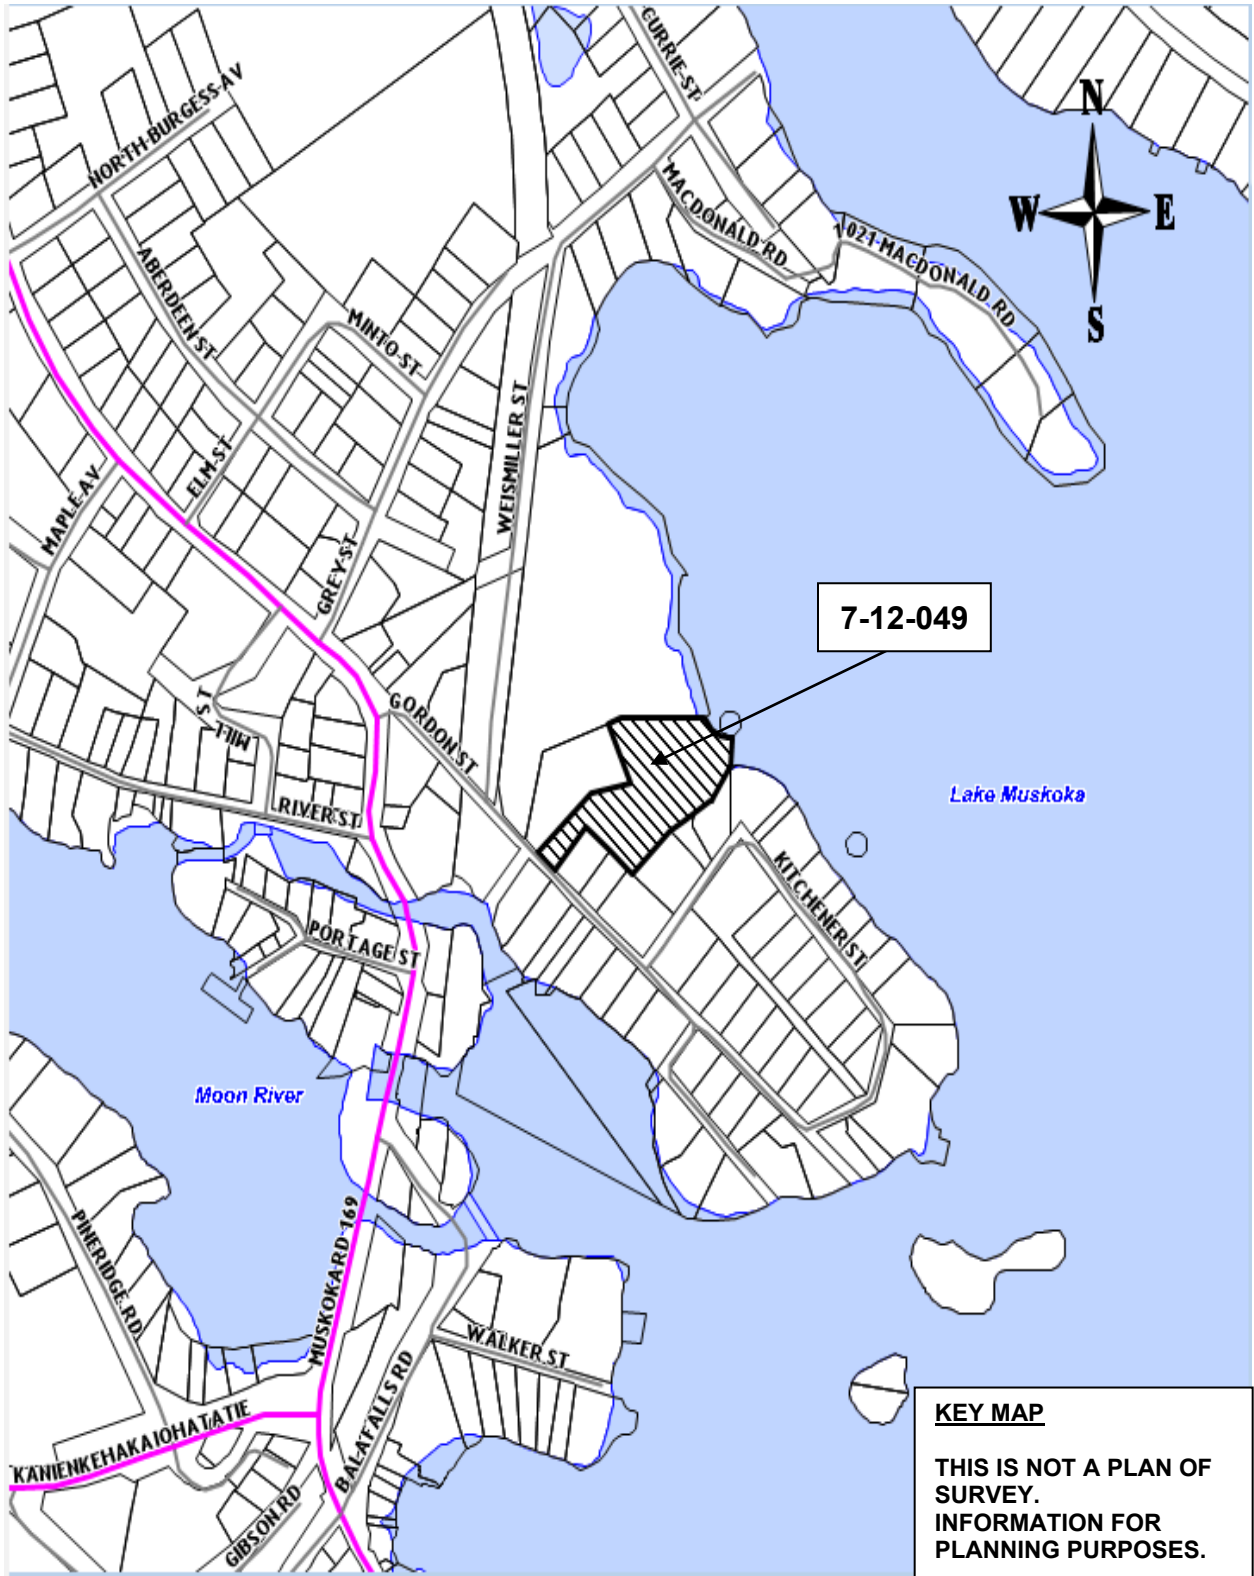 CURRIE ST
NORTH BURGESS AV
N
W
E
S
MACDONALD RD
1021 MACDONALD RD
ABERDEEN ST
MINTO ST
WEISMILLER ST
ELM ST
MAPLE AV
GREY ST
7-12-049
GORDON ST
MILL ST
RIVER ST
Lake Muskoka
KITCHENER ST
PORTAGE ST
Moon River
PINERIDGE RD
MUSKOKA RD 169
WALKER ST
BALA FALLS RD
KANIENKEHAKA IOHATATIE
GIBSON RD
KEY MAP
THIS IS NOT A PLAN OF
SURVEY.
INFORMATION FOR
PLANNING PURPOSES.